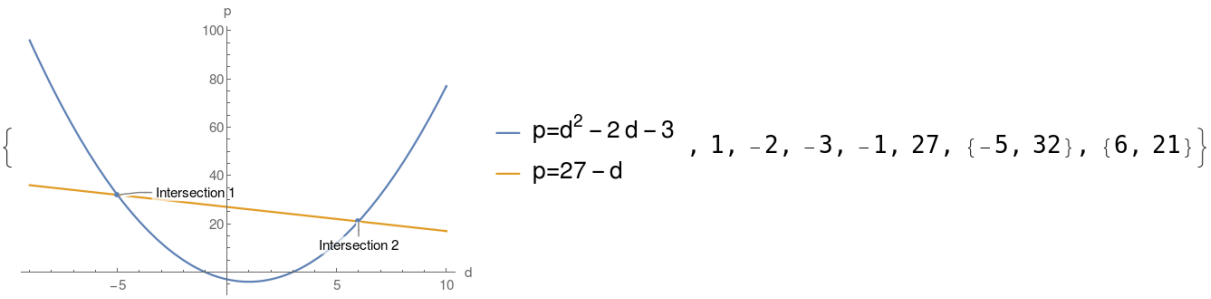 p
100
80
60
40
20
Intersection 1
Intersection 2
-5
5
10
d
p=d² – 2 d – 3
p=27 – d
{ , 1, -2, -3, -1, 27, {-5, 32}, {6, 21}}